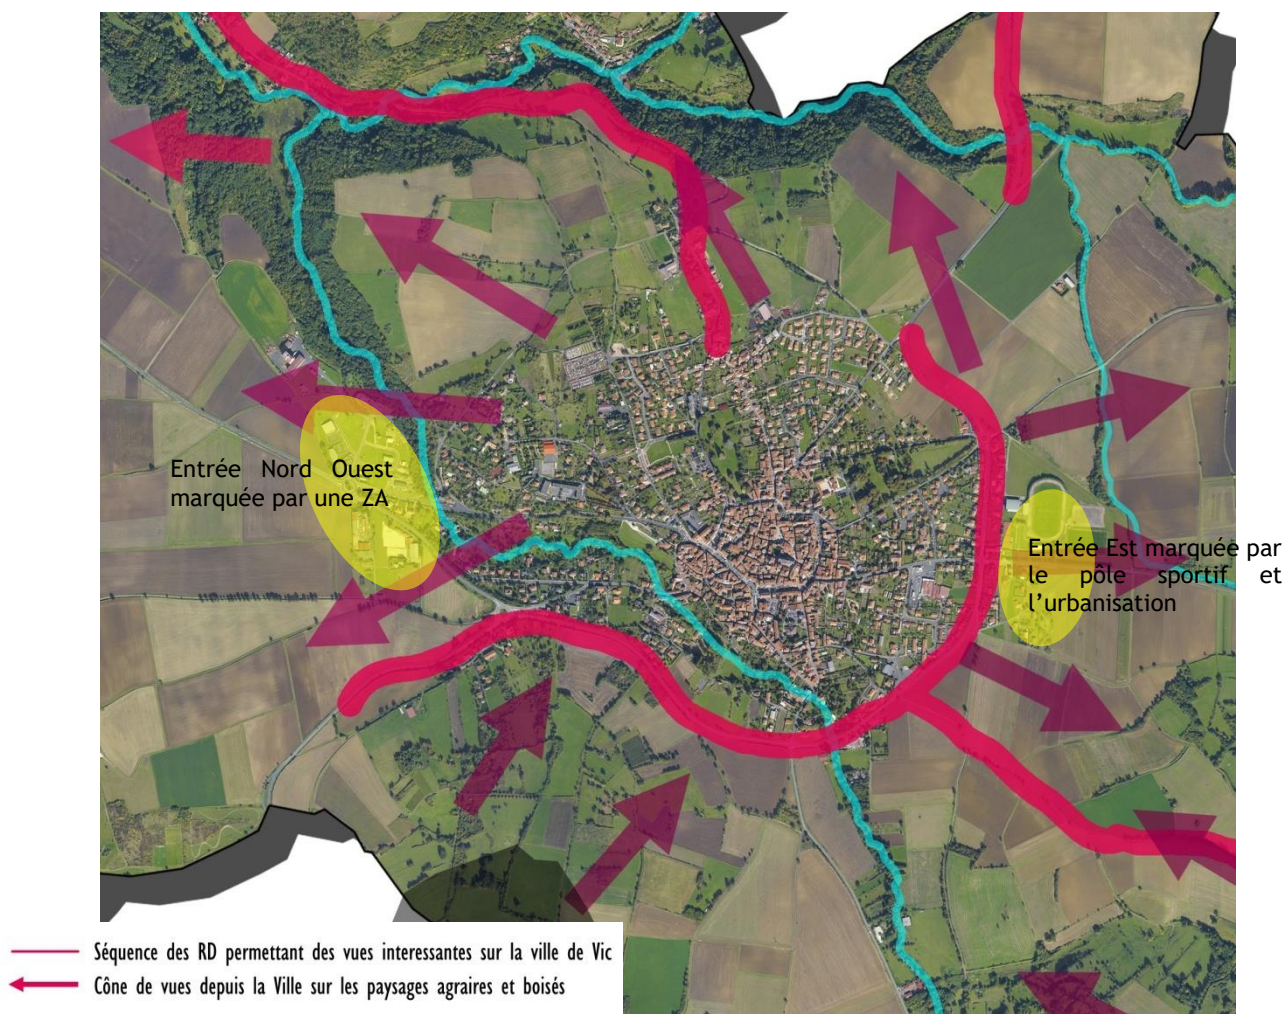 Entrée Nord Ouest
marquée par une ZA
Entrée Est marquée par
le pôle sportif et
l’urbanisation
Séquence des RD permettant des vues interessantes sur la ville de Vic
Cône de vues depuis la Ville sur les paysages agraires et boisés